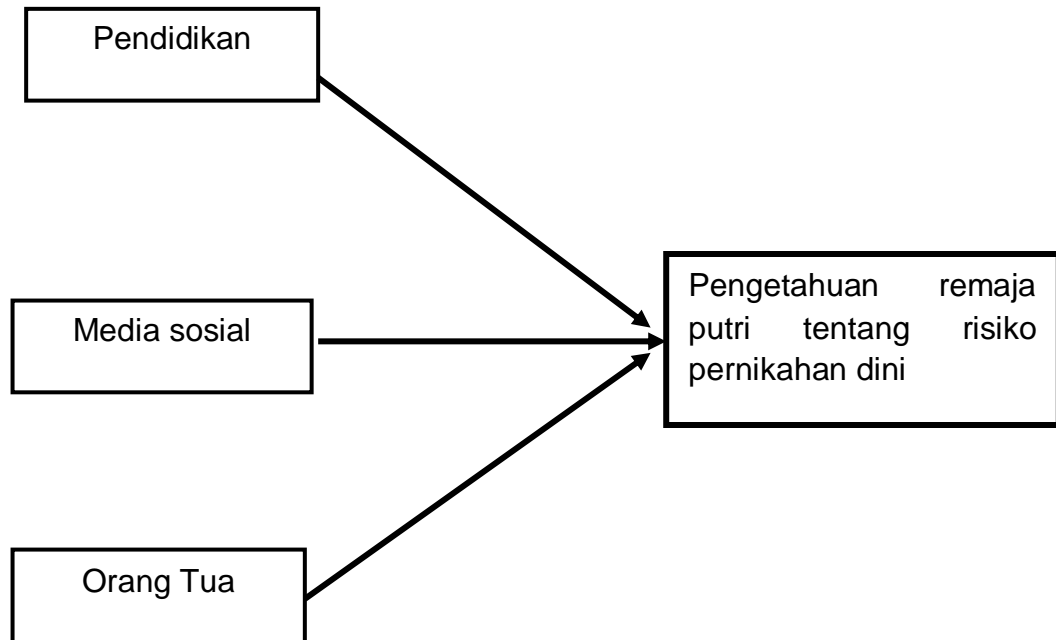 Pendidikan
Media sosial
Pengetahuan remaja
putri tentang risiko
pernikahan dini
Orang Tua